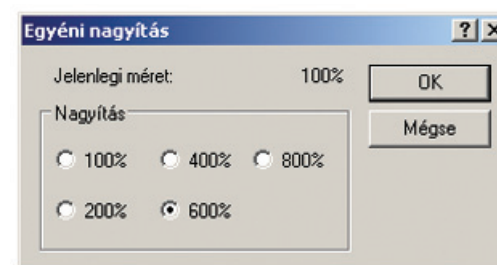 Egyéni nagyítás
Jelenlegi méret: 100%
OK
Nagyítás
Mégse
100% 400% 800%
200% 600%